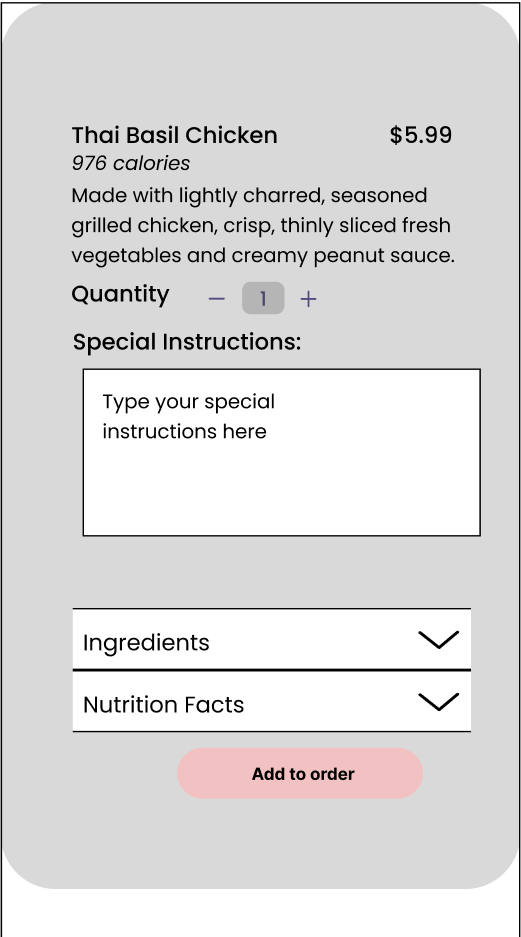 Thai Basil Chicken $5.99
976 calories
Made with lightly charred, seasoned
grilled chicken, crisp, thinly sliced fresh
vegetables and creamy peanut sauce.
Quantity − 1 +
Special Instructions:
Type your special
instructions here
Ingredients
Nutrition Facts
Add to order